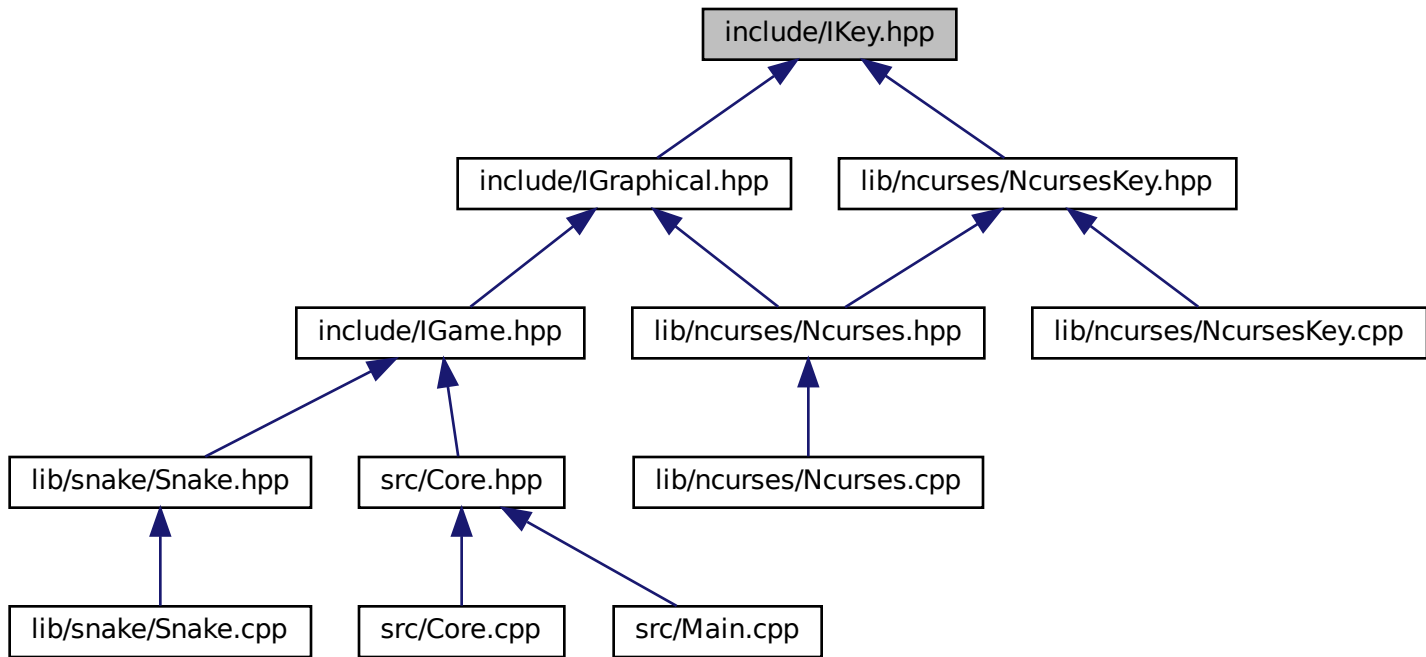 include/IKey.hpp
include/IGraphical.hpp
lib/ncurses/NcursesKey.hpp
include/IGame.hpp
lib/ncurses/Ncurses.hpp
lib/ncurses/NcursesKey.cpp
lib/snake/Snake.hpp
src/Core.hpp
lib/ncurses/Ncurses.cpp
lib/snake/Snake.cpp
src/Core.cpp
src/Main.cpp